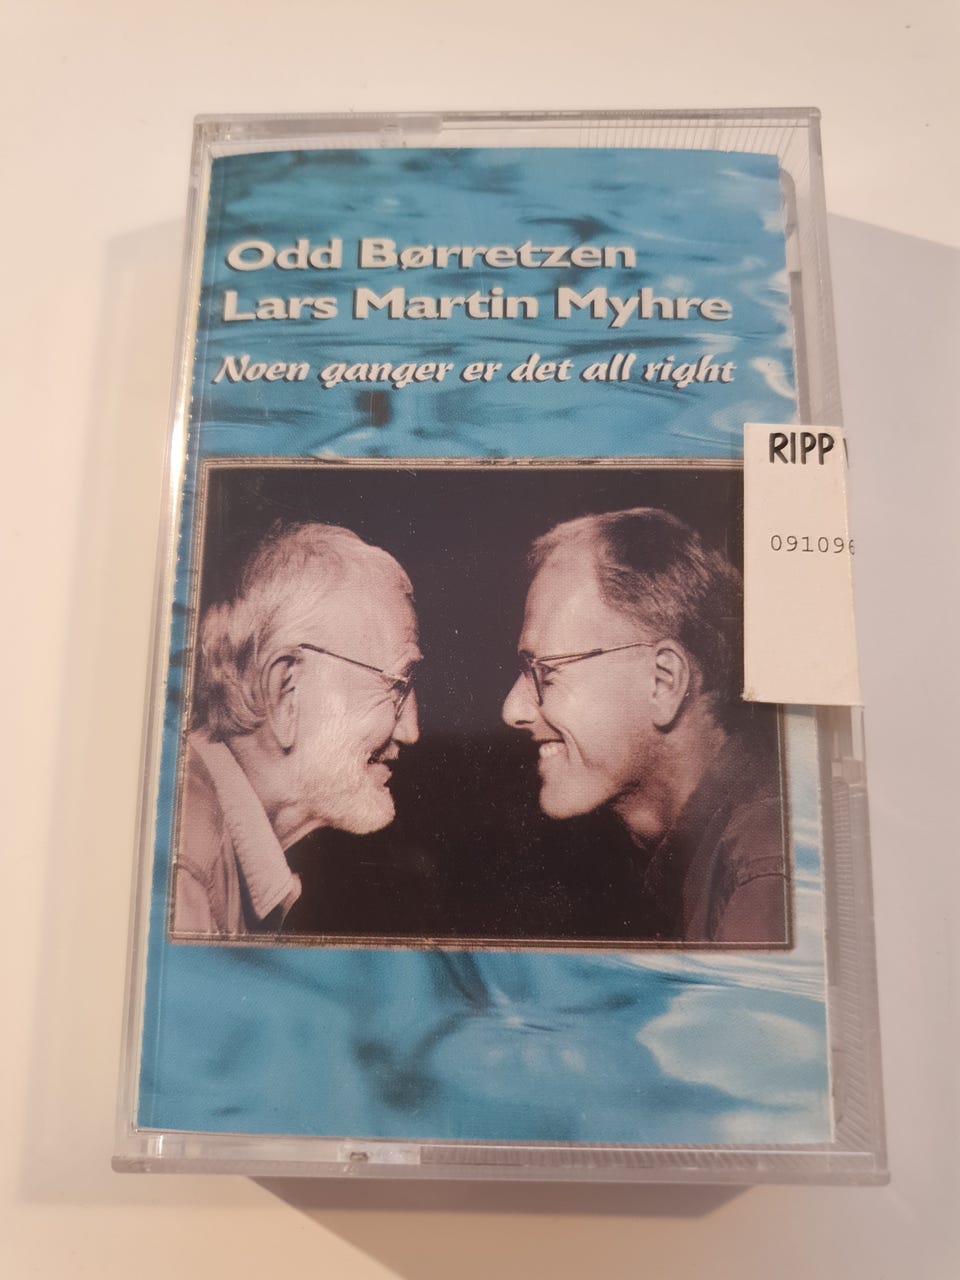 Odd Børretzen
Lars Martin Myhre
Noen ganger er det all right
RIPP
091096